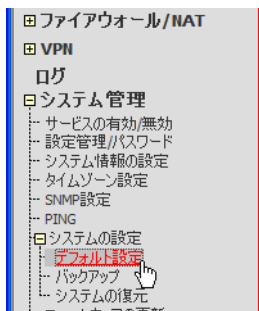 ファイアウォール/NAT
VPN
ログ
システム管理
サービスの有効/無効
設定管理/パスワード
システム情報の設定
タイムゾーン設定
SNMP設定
PING
システムの設定
デフォルト設定
バックアップ
システムの復元